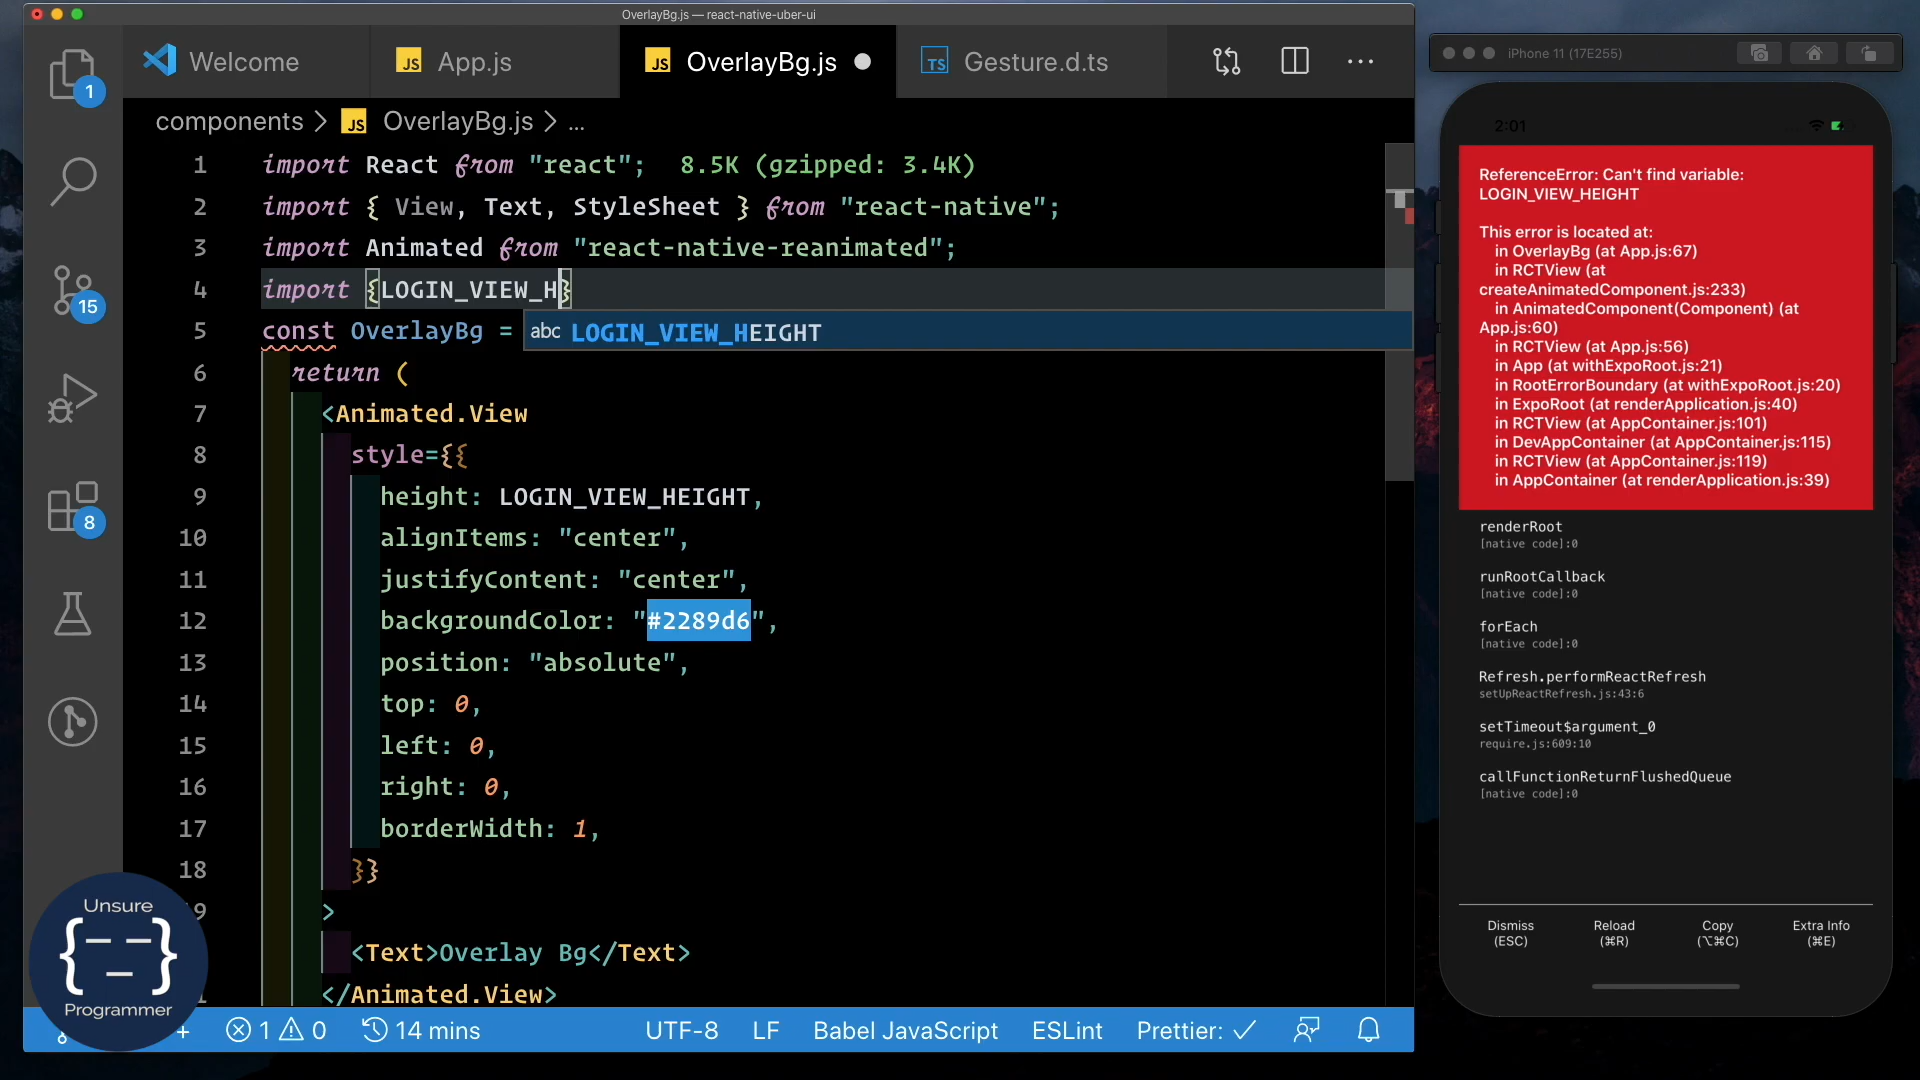 OverlayBg.js — react-native-uber-ui
Welcome
App.js
OverlayBg.js
Gesture.d.ts
components > JS OverlayBg.js > ...
1 import React from "react"; 8.5K (gzipped: 3.4K)
2 import { View, Text, StyleSheet } from "react-native";
3 import Animated from "react-native-reanimated";
4 import {LOGIN_VIEW_H}
5 const OverlayBg =
abc LOGIN_VIEW_HEIGHT
6 return (
7 <Animated.View
8 style={{
9 height: LOGIN_VIEW_HEIGHT,
10 alignItems: "center",
11 justifyContent: "center",
12 backgroundColor: "#2289d6",
13 position: "absolute",
14 top: 0,
15 left: 0,
16 right: 0,
17 borderWidth: 1,
18 }}
9 >
<Text>Overlay Bg</Text>
</Animated.View>
1
15
8
Unsure
{-- _}
Programmer
1 0 14 mins UTF-8 LF Babel JavaScript ESLint Prettier: ✓
iPhone 11 (17E255)
2:01
ReferenceError: Can't find variable:
LOGIN_VIEW_HEIGHT
This error is located at:
in OverlayBg (at App.js:67)
in RCTView (at
createAnimatedComponent.js:233)
in AnimatedComponent(Component) (at
App.js:60)
in RCTView (at App.js:56)
in App (at withExpoRoot.js:21)
in RootErrorBoundary (at withExpoRoot.js:20)
in ExpoRoot (at renderApplication.js:40)
in RCTView (at AppContainer.js:101)
in DevAppContainer (at AppContainer.js:115)
in RCTView (at AppContainer.js:119)
in AppContainer (at renderApplication.js:39)
renderRoot
[native code]:0
runRootCallback
[native code]:0
forEach
[native code]:0
Refresh.performReactRefresh
setUpReactRefresh.js:43:6
setTimeout$argument_0
require.js:609:10
callFunctionReturnFlushedQueue
[native code]:0
Dismiss
(ESC)
Reload
(⌘R)
Copy
(⌥⌘C)
Extra Info
(⌘E)